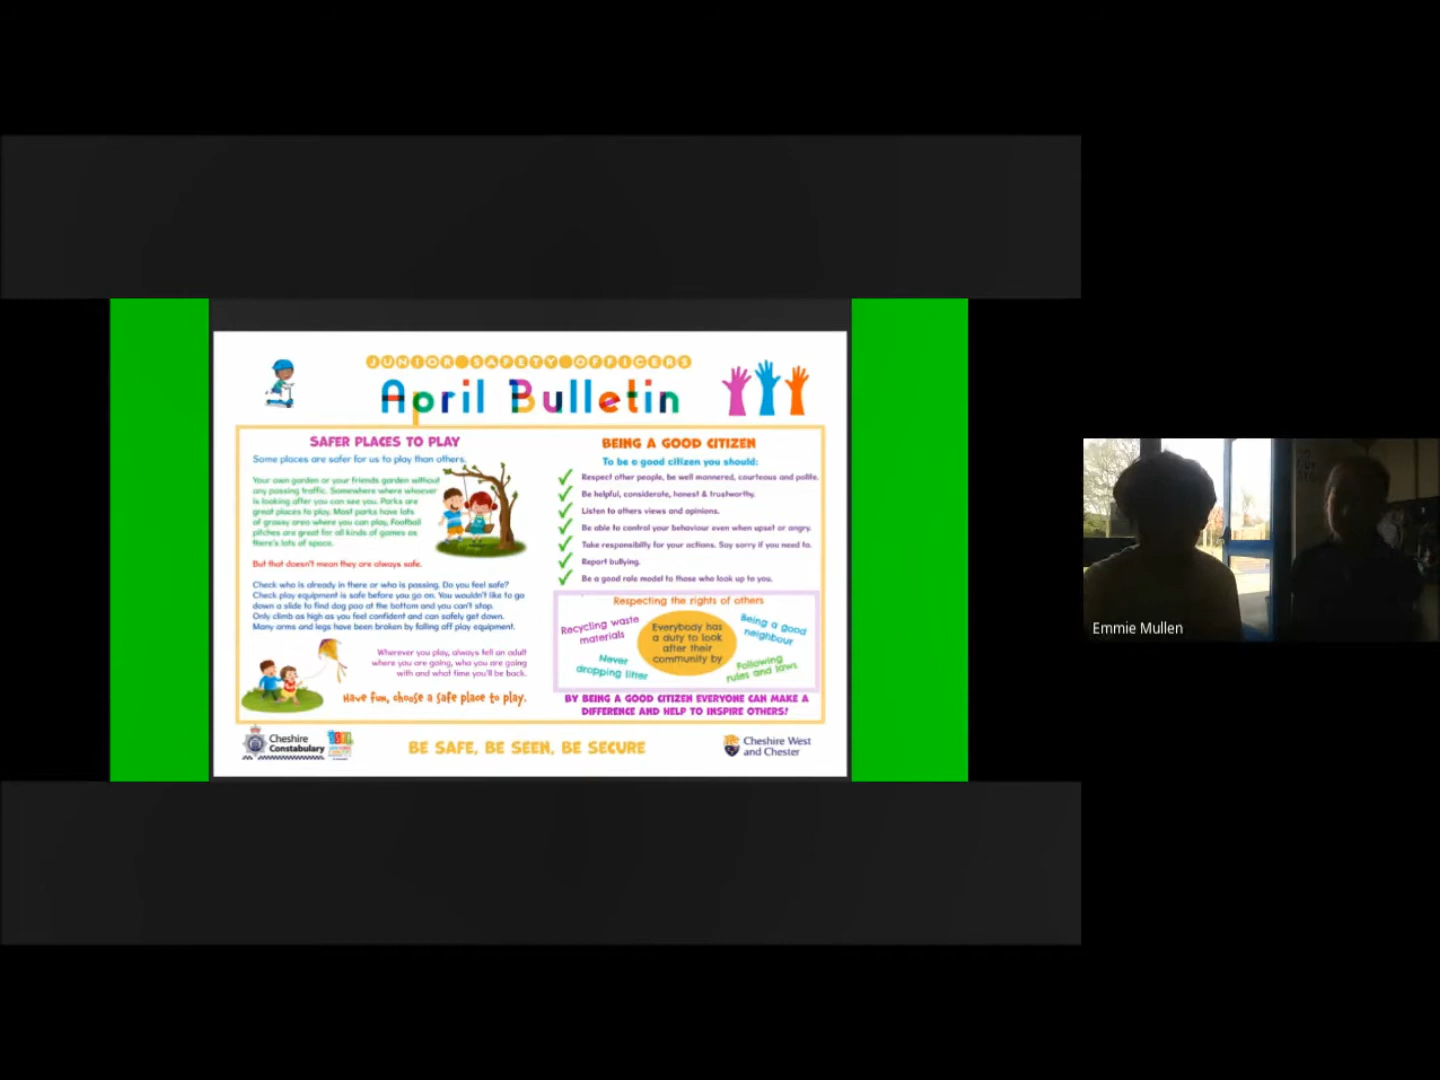 JUNIOR SAFETY OFFICERS
April Bulletin
SAFER PLACES TO PLAY
Some places are safer for us to play than others.
Your own garden or your friends garden without
any passing traffic. Somewhere where whoever
is looking after you can see you. Parks are
great places to play. Most parks have lots
of grassy area where you can play. Football
pitches are great for all kinds of games as
there's lots of space.
But that doesn't mean they are always safe.
Check who is already in there or who is passing. Do you feel safe?
Check play equipment is safe before you go on. You wouldn't like to go
down a slide to find dog poo at the bottom and you can't stop.
Only climb as high as you feel confident and can safely get down.
Many arms and legs have been broken by falling off play equipment.
Wherever you play, always tell an adult
where you are going, who you are going
with and what time you'll be back.
Have fun, choose a safe place to play.
BEING A GOOD CITIZEN
To be a good citizen you should:
Respect other people, be well mannered, courteous and polite.
Be helpful, considerate, honest & trustworthy.
Listen to others views and opinions.
Be able to control your behaviour even when upset or angry.
Take responsibilty for your actions. Say sorry if you need to.
Report bullying.
Be a good role model to those who look up to you.
Respecting the rights of others
Recycling waste
materials
Everybody has
a duty to look
after their
community by
Being a good
neighbour
Never
dropping litter
Following
rules and laws
BY BEING A GOOD CITIZEN EVERYONE CAN MAKE A
DIFFERENCE AND HELP TO INSPIRE OTHERS!
Cheshire
Constabulary
BE SAFE, BE SEEN, BE SECURE
Cheshire West
and Chester
Emmie Mullen